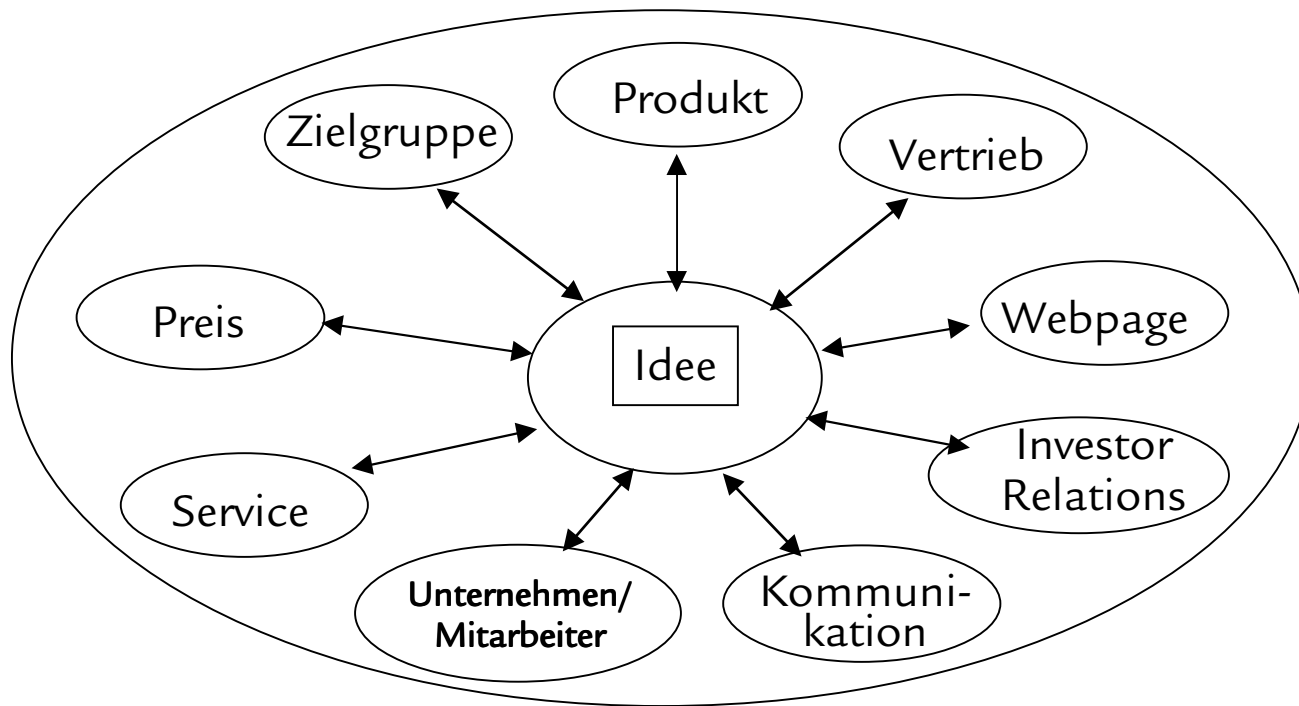 Produkt
Zielgruppe
Vertrieb
Preis
Webpage
Idee
Investor
Relations
Service
Unternehmen/
Mitarbeiter
Kommuni-
kation